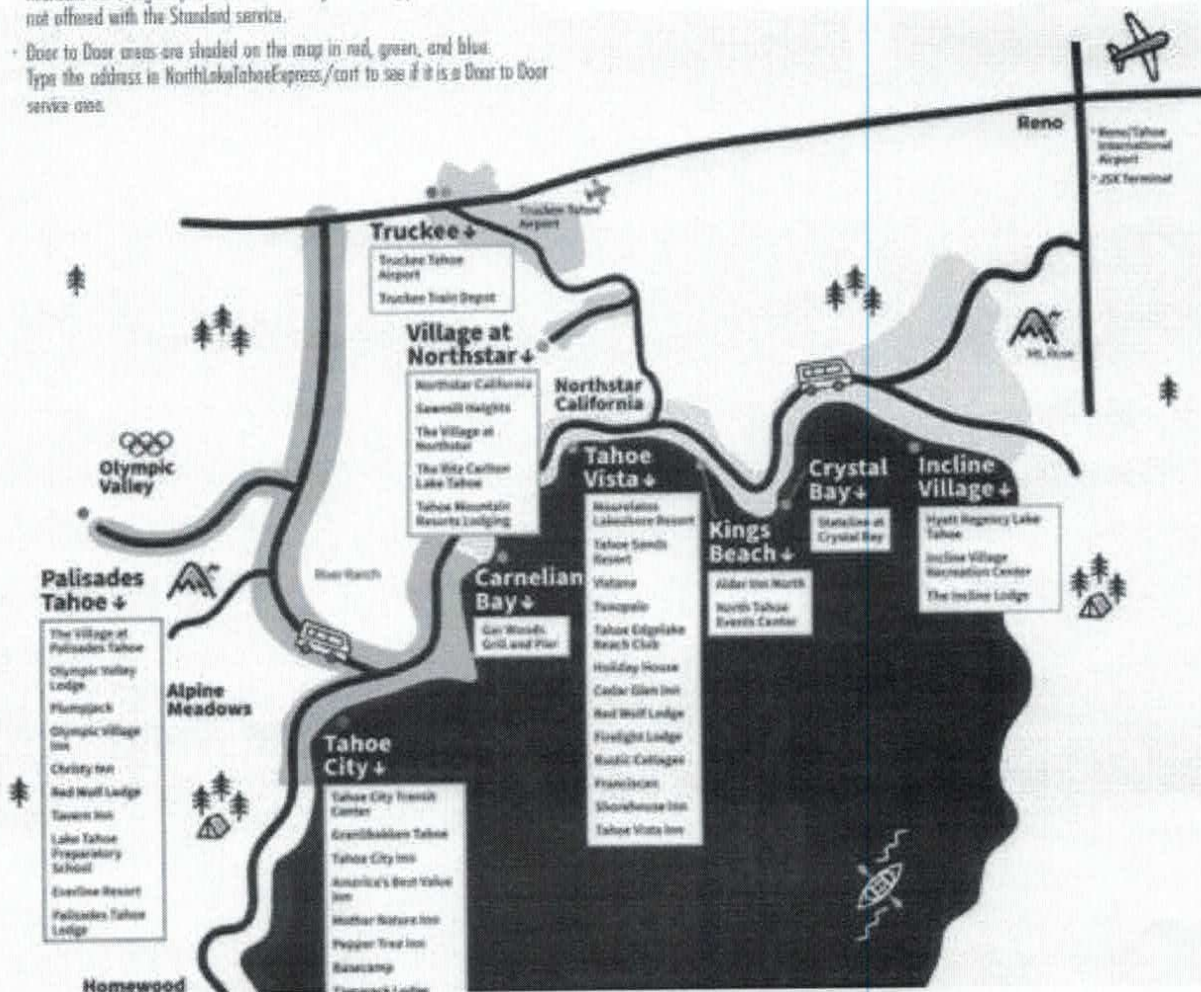 not offered with the Standard service.
· Door to Door areas are shaded on the map in red, green, and blue.
Type the address in NorthLakeTahoeExpress/cart to see if it is a Door to Door
service area.
Reno
Reno/Tahoe
International
Airport
JSX Terminal
Truckee Tahoe
Airport
Truckee
Truckee Tahoe
Airport
Truckee Train Depot
Village at
Northstar
Northstar California
Sawmill Heights
The Village at
Northstar
The Ritz Carlton
Lake Tahoe
Tahoe Mountain
Resorts Lodging
Northstar
California
Mt. Rose
Olympic
Valley
Palisades
Tahoe
The Village at
Palisades Tahoe
Olympic Valley
Lodge
Plumpjack
Olympic Village
Inn
Christy Inn
Red Wolf Lodge
Tavern Inn
Lake Tahoe
Preparatory
School
Everline Resort
Palisades Tahoe
Lodge
River Ranch
Alpine
Meadows
Carnelian
Bay
Gar Woods
Grill and Pier
Tahoe
Vista
Mourelatos
Lakeshore Resort
Tahoe Sands
Resort
Vistana
Tonopalo
Tahoe Edgelake
Beach Club
Holiday House
Cedar Glen Inn
Red Wolf Lodge
Firelight Lodge
Rustic Cottages
Franciscan
Shorehouse Inn
Tahoe Vista Inn
Kings
Beach
Alder Inn North
North Tahoe
Events Center
Crystal
Bay
Stateline at
Crystal Bay
Incline
Village
Hyatt Regency Lake
Tahoe
Incline Village
Recreation Center
The Incline Lodge
Tahoe
City
Tahoe City Transit
Center
Granlibakken Tahoe
Tahoe City Inn
America's Best Value
Inn
Mother Nature Inn
Pepper Tree Inn
Basecamp
Tamarack Lodge
Homewood